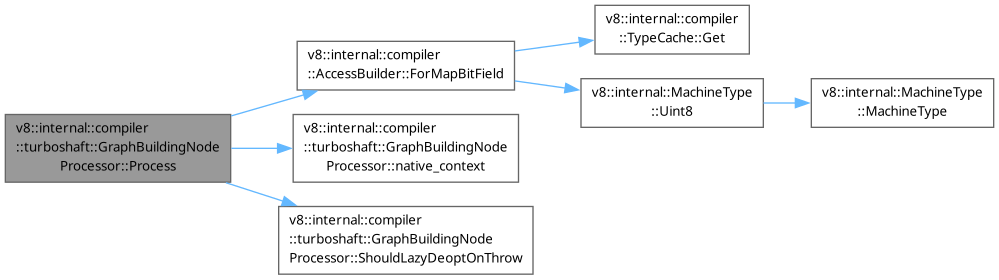 v8::internal::compiler
::turboshaft::GraphBuildingNode
Processor::Process
v8::internal::compiler
::AccessBuilder::ForMapBitField
v8::internal::compiler
::TypeCache::Get
v8::internal::MachineType
::Uint8
v8::internal::MachineType
::MachineType
v8::internal::compiler
::turboshaft::GraphBuildingNode
Processor::native_context
v8::internal::compiler
::turboshaft::GraphBuildingNode
Processor::ShouldLazyDeoptOnThrow